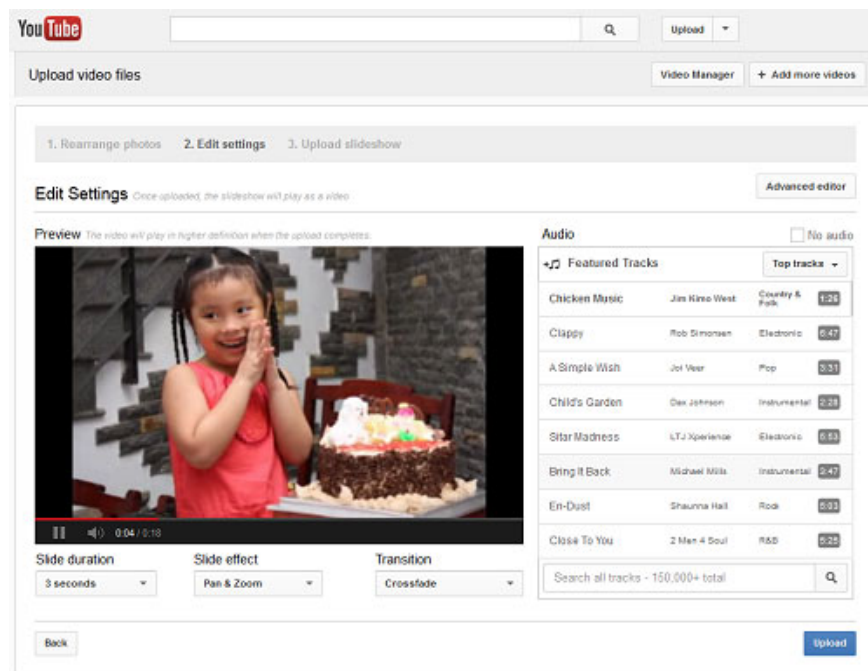 YouTube
Upload
Upload video files
Video Manager
+ Add more videos
1. Rearrange photos 2. Edit settings 3. Upload slideshow
Edit Settings Once uploaded, the slideshow will play as a video
Advanced editor
Preview The video will play in higher definition when the upload completes.
Audio
No audio
Featured Tracks
Top tracks
Chicken Music Jim Kimo West Country & Folk 1:26
Clappy Rob Simonsen Electronic 6:47
A Simple Wish Jol Veer Pop 3:31
Child's Garden Dax Johnson Instrumental 2:28
Sitar Madness LTJ Xperience Electronic 5:53
Bring It Back Michael Mills Instrumental 2:47
En-Dust Shaunna Hall Rock 5:03
Close To You 2 Men 4 Soul R&B 5:25
Search all tracks - 150,000+ total
0:04 / 0:18
Slide duration
3 seconds
Slide effect
Pan & Zoom
Transition
Crossfade
Back
Upload